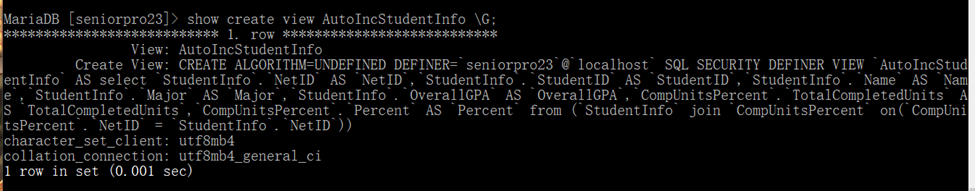 MariaDB [seniorpro23]> show create view AutoIncStudentInfo \G;
*************************** 1. row ***************************
                View: AutoIncStudentInfo
         Create View: CREATE ALGORITHM=UNDEFINED DEFINER=`seniorpro23`@`localhost` SQL SECURITY DEFINER VIEW `AutoIncStud
entInfo` AS select `StudentInfo`.`NetID` AS `NetID`,`StudentInfo`.`StudentID` AS `StudentID`,`StudentInfo`.`Name` AS `Nam
e`,`StudentInfo`.`Major` AS `Major`,`StudentInfo`.`OverallGPA` AS `OverallGPA`,`CompUnitsPercent`.`TotalCompletedUnits` A
S `TotalCompletedUnits`,`CompUnitsPercent`.`Percent` AS `Percent` from (`StudentInfo` join `CompUnitsPercent` on(`CompUni
tsPercent`.`NetID` = `StudentInfo`.`NetID`))
character_set_client: utf8mb4
collation_connection: utf8mb4_general_ci
1 row in set (0.001 sec)